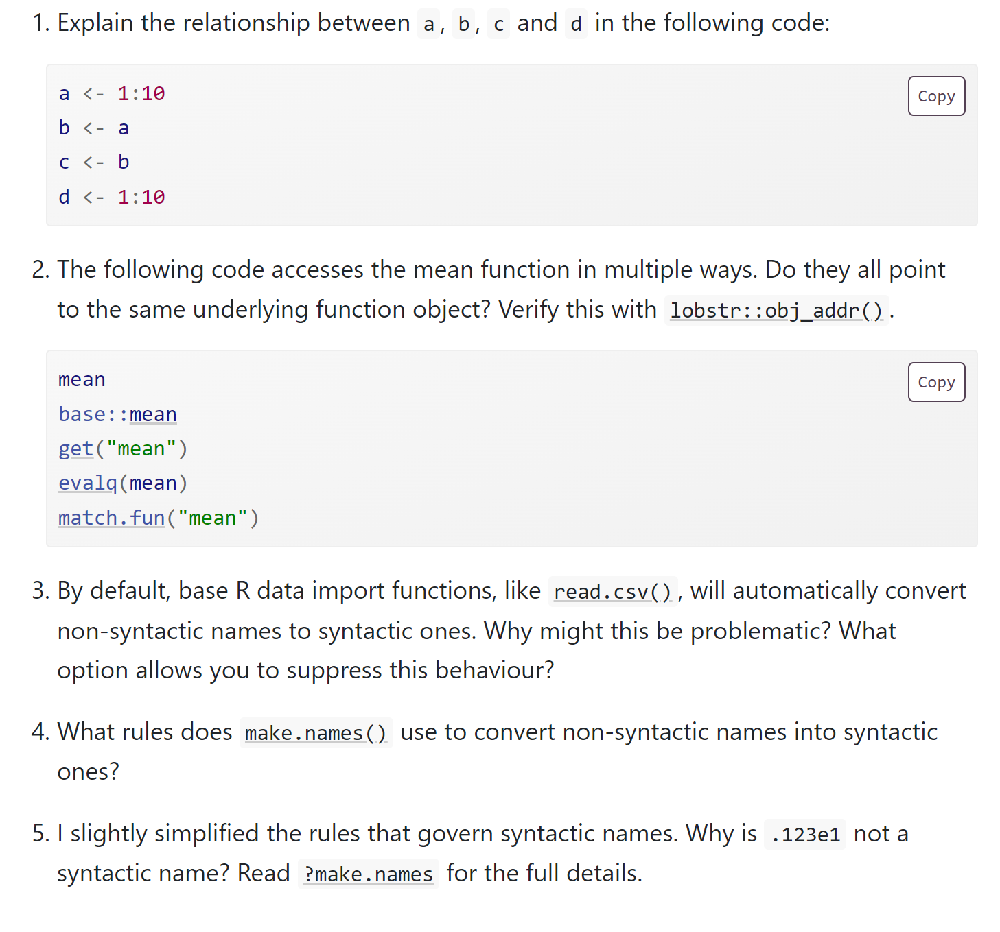 1. Explain the relationship between a, b, c and d in the following code:
a <- 1:10
Copy
b <- a
c <- b
d <- 1:10
2. The following code accesses the mean function in multiple ways. Do they all point
to the same underlying function object? Verify this with lobstr::obj_addr().
mean
Copy
base::mean
get("mean")
evalq(mean)
match.fun("mean")
3. By default, base R data import functions, like read.csv(), will automatically convert
non-syntactic names to syntactic ones. Why might this be problematic? What
option allows you to suppress this behaviour?
4. What rules does make.names() use to convert non-syntactic names into syntactic
ones?
5. I slightly simplified the rules that govern syntactic names. Why is .123e1 not a
syntactic name? Read ?make.names for the full details.